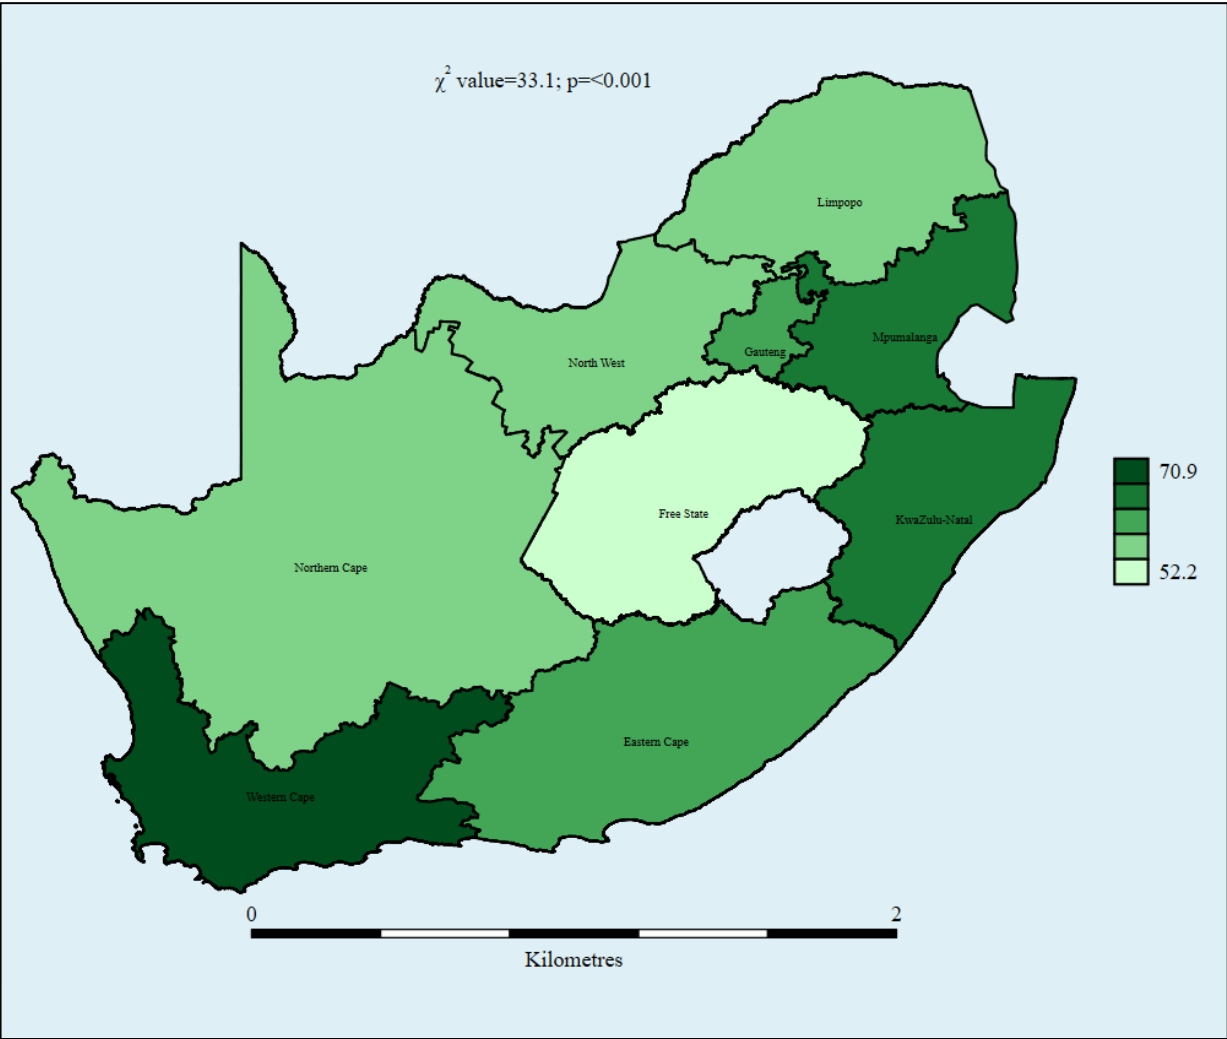 χ² value=33.1; p=<0.001
Limpopo
Mpumalanga
Gauteng
North West
70.9
Free State
KwaZulu-Natal
Northern Cape
52.2
Eastern Cape
Western Cape
0 2
Kilometres